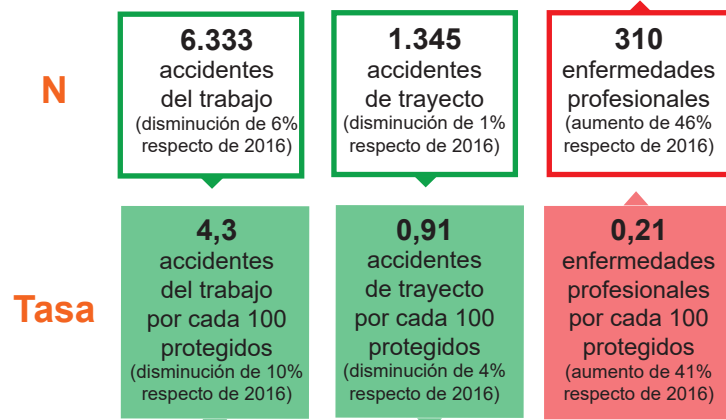 N
6.333
accidentes
del trabajo
(disminución de 6%
respecto de 2016)
1.345
accidentes
de trayecto
(disminución de 1%
respecto de 2016)
310
enfermedades
profesionales
(aumento de 46%
respecto de 2016)
Tasa
4,3
accidentes
del trabajo
por cada 100
protegidos
(disminución de 10%
respecto de 2016)
0,91
accidentes
de trayecto
por cada 100
protegidos
(disminución de 4%
respecto de 2016)
0,21
enfermedades
profesionales
por cada 100
protegidos
(aumento de 41%
respecto de 2016)